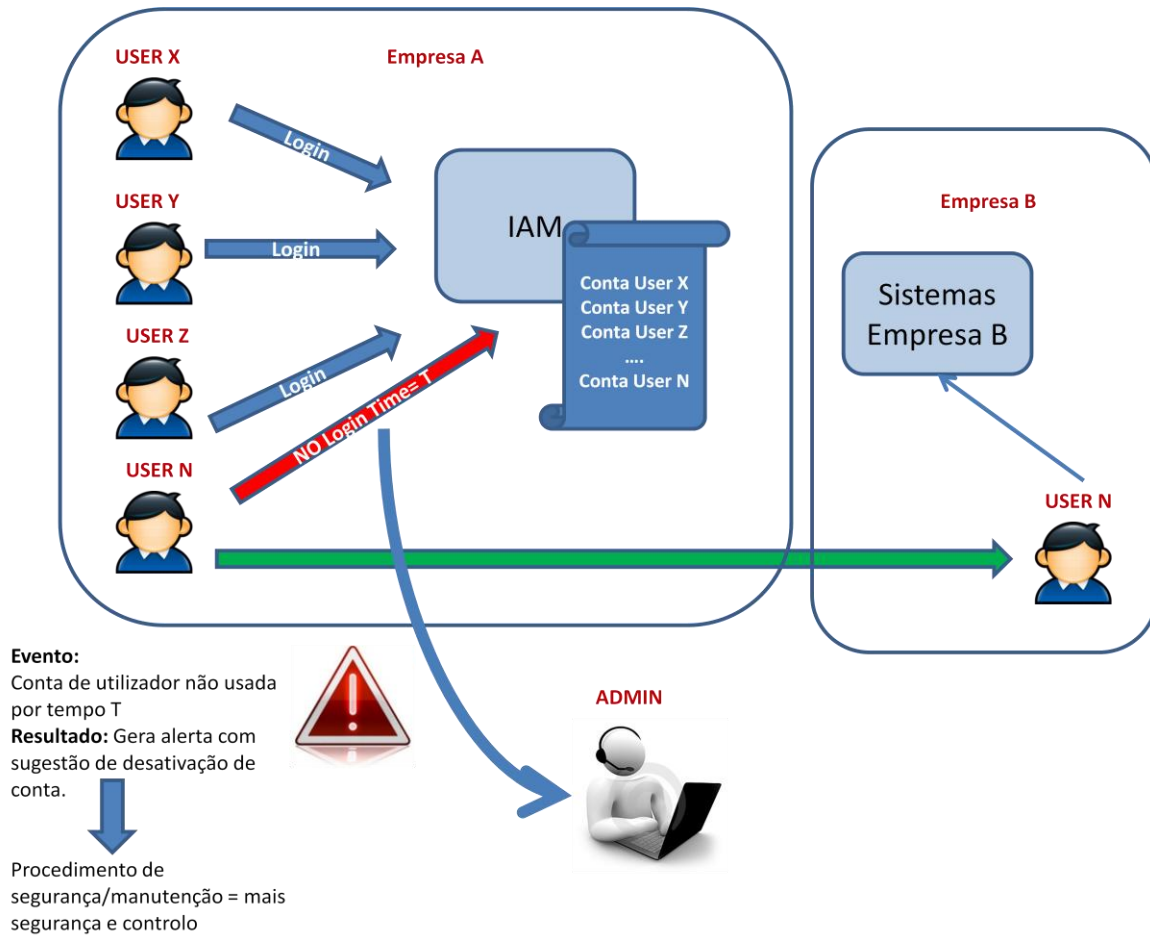 USER X
Empresa A
Login
USER Y
Login
IAM
Conta User X
Conta User Y
Conta User Z
....
Conta User N
USER Z
Login
NO Login Time= T
USER N
Empresa B
Sistemas
Empresa B
USER N
Evento:
Conta de utilizador não usada
por tempo T
Resultado: Gera alerta com
sugestão de desativação de
conta.
ADMIN
Procedimento de
segurança/manutenção = mais
segurança e controlo